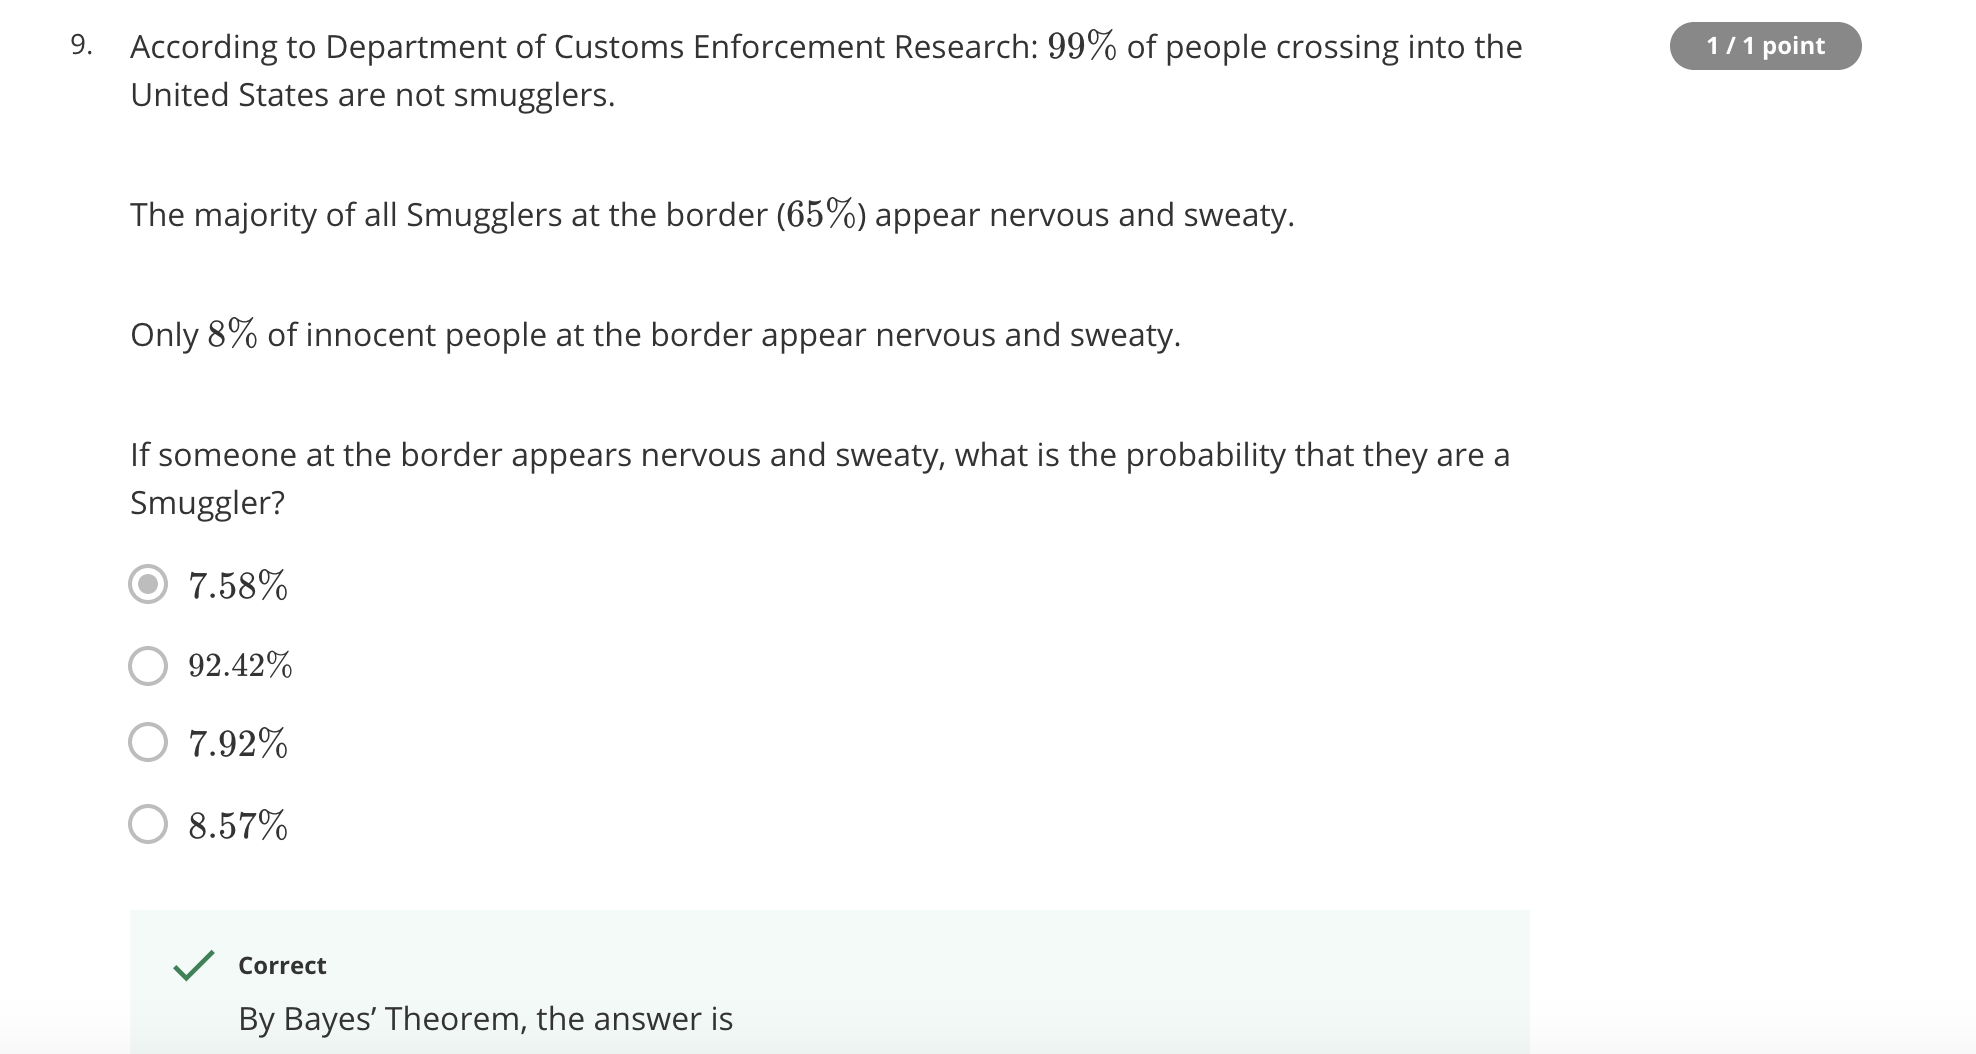 9. According to Department of Customs Enforcement Research: 99% of people crossing into the
1 / 1 point
United States are not smugglers.
The majority of all Smugglers at the border (65%) appear nervous and sweaty.
Only 8% of innocent people at the border appear nervous and sweaty.
If someone at the border appears nervous and sweaty, what is the probability that they are a
Smuggler?
7.58%
92.42%
7.92%
8.57%
Correct
By Bayes’ Theorem, the answer is